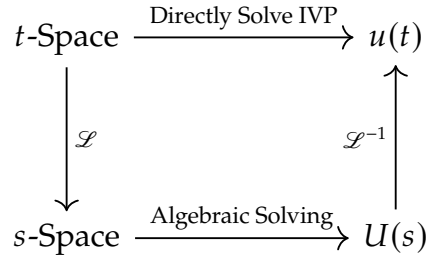 Directly Solve IVP
t-Space u(t)
ℒ ℒ⁻¹
Algebraic Solving
s-Space U(s)